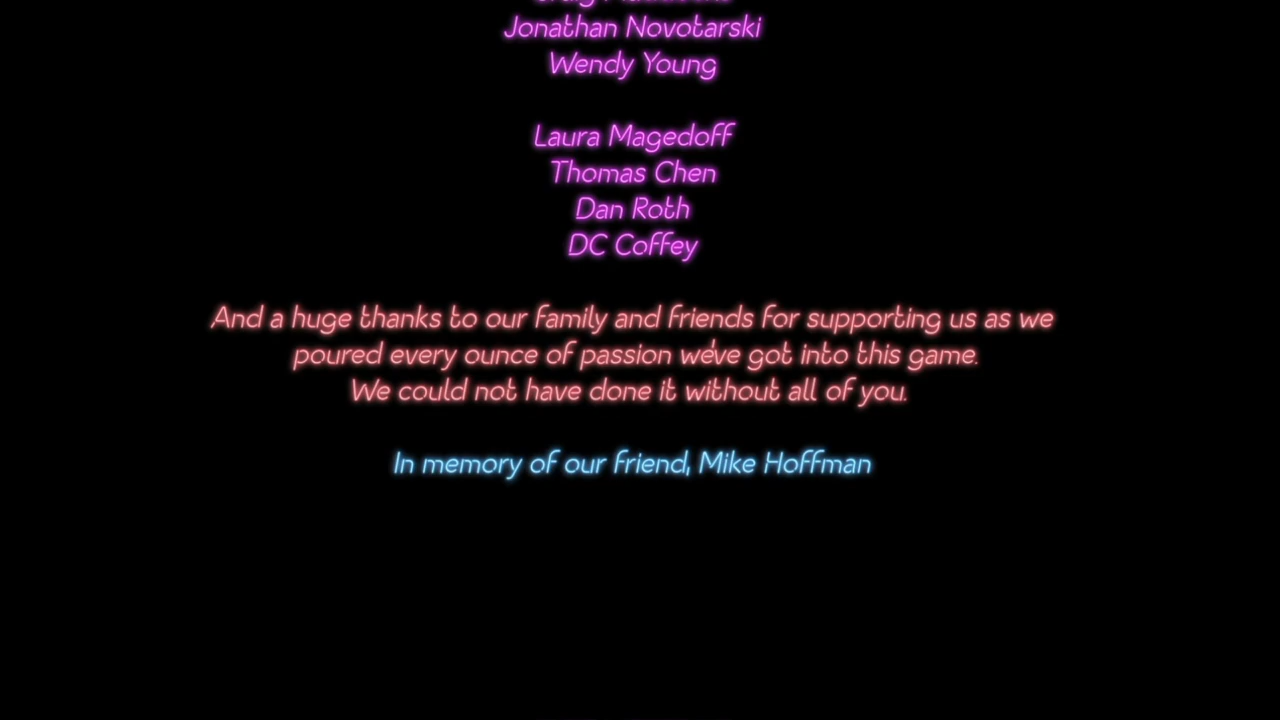 Jonathan Novotarski
Wendy Young
Laura Magedoff
Thomas Chen
Dan Roth
DC Coffey
And a huge thanks to our family and friends for supporting us as we
poured every ounce of passion we've got into this game.
We could not have done it without all of you.
In memory of our friend, Mike Hoffman